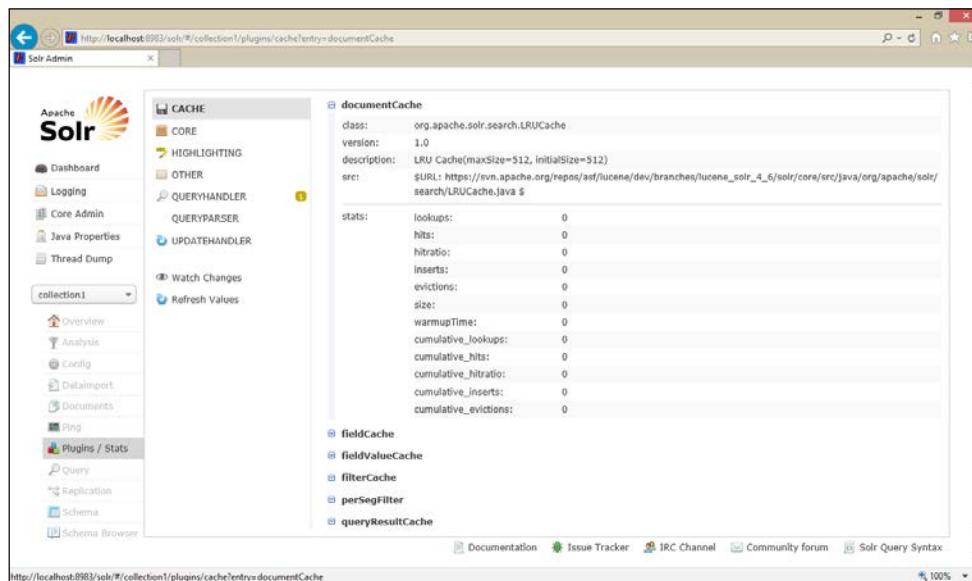 http://localhost:8983/solr/#/collection1/plugins/cache?entry=documentCache
Solr Admin
Apache
Solr
Dashboard
Logging
Core Admin
Java Properties
Thread Dump
collection1
Overview
Analysis
Config
Dataimport
Documents
Ping
Plugins / Stats
Query
Replication
Schema
Schema Browser
CACHE
CORE
HIGHLIGHTING
OTHER
QUERYHANDLER 1
QUERYPARSER
UPDATEHANDLER
Watch Changes
Refresh Values
documentCache
class: org.apache.solr.search.LRUCache
version: 1.0
description: LRU Cache(maxSize=512, initialSize=512)
src: $URL: https://svn.apache.org/repos/asf/lucene/dev/branches/lucene_solr_4_6/solr/core/src/java/org/apache/solr/
search/LRUCache.java $
stats: lookups: 0
hits: 0
hitratio: 0
inserts: 0
evictions: 0
size: 0
warmupTime: 0
cumulative_lookups: 0
cumulative_hits: 0
cumulative_hitratio: 0
cumulative_inserts: 0
cumulative_evictions: 0
fieldCache
fieldValueCache
filterCache
perSegFilter
queryResultCache
Documentation Issue Tracker IRC Channel Community forum Solr Query Syntax
http://localhost:8983/solr/#/collection1/plugins/cache?entry=documentCache
100%